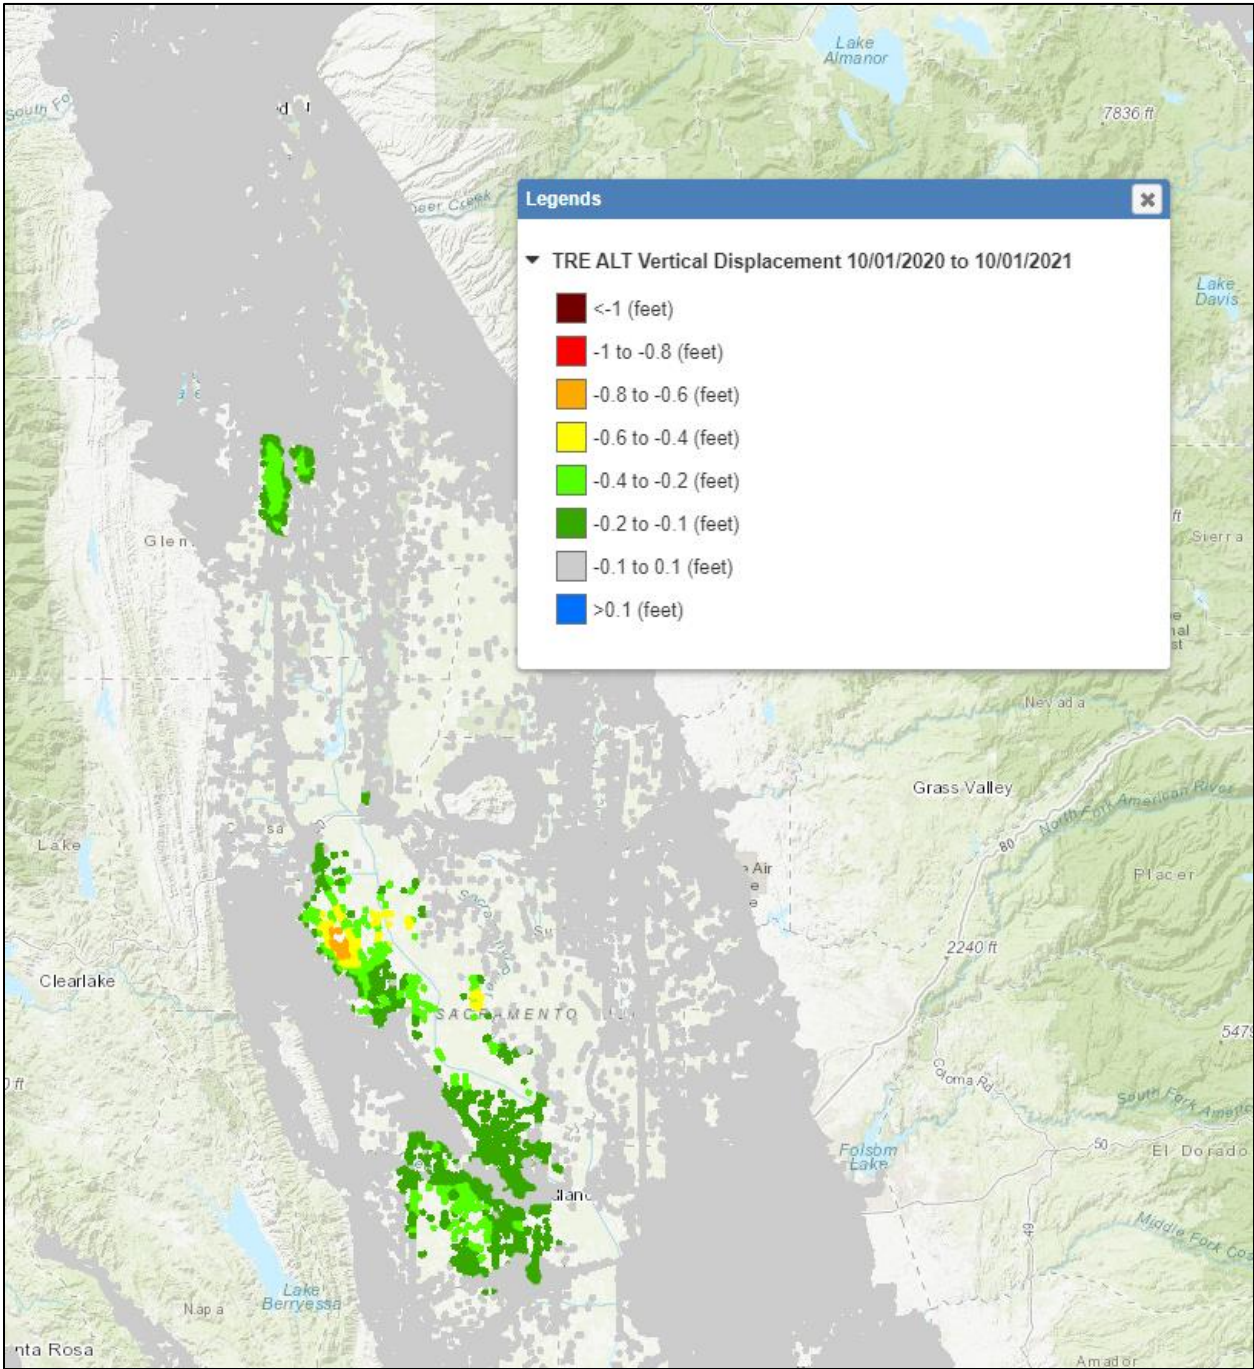 Lake
Almanor
South Fo
7836 ft
Deer Creek
Legends
TRE ALT Vertical Displacement 10/01/2020 to 10/01/2021
<-1 (feet)
-1 to -0.8 (feet)
-0.8 to -0.6 (feet)
-0.6 to -0.4 (feet)
-0.4 to -0.2 (feet)
-0.2 to -0.1 (feet)
-0.1 to 0.1 (feet)
>0.1 (feet)
Lake
Davis
ft
Sierra
Glen
Nevada
Grass Valley
North Fork American River
80
Lake
Air
Placer
2240 ft
Clearlake
SACRAMENTO
5479
0 ft
Coloma Rd
South Fork Americ
50
El Dorado
Folsom
Lake
dland
49
Middle Fork Cos
Lake
Berryessa
Napa
nta Rosa
Amador